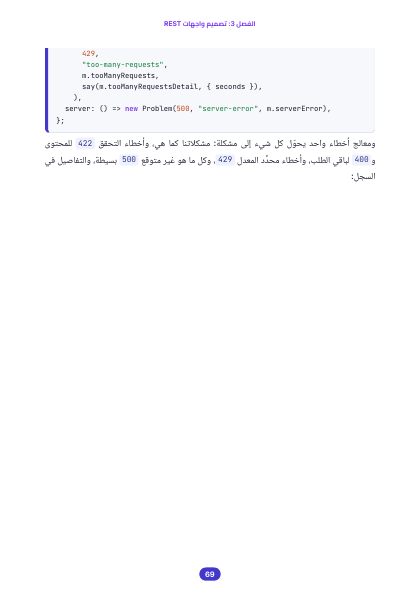 الفصل 3: تصميم واجهات REST
429,
"too-many-requests",
m.tooManyRequests,
say(m.tooManyRequestsDetail, { seconds }),
),
server: () => new Problem(500, "server-error", m.serverError),
};
ومعالج أخطاء واحد يحوّل كل شيء إلى مشكلة: مشكلاتنا كما هي، وأخطاء التحقق 422 للمحتوى
و 400 لباقي الطلب، وأخطاء محدِّد المعدل 429، وكل ما هو غير متوقع 500 بسيطة، والتفاصيل في
السجل:
69